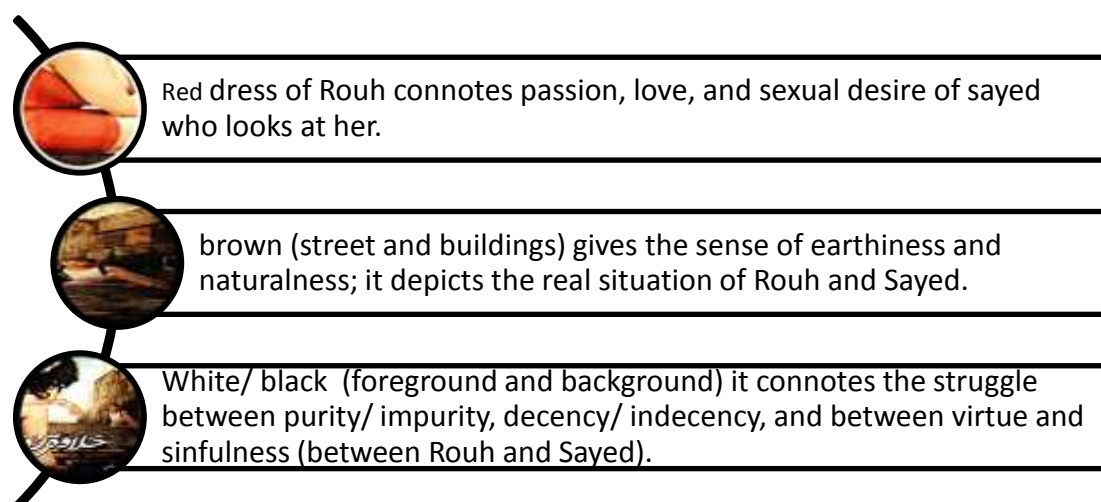 Red dress of Rouh connotes passion, love, and sexual desire of sayed
who looks at her.
brown (street and buildings) gives the sense of earthiness and
naturalness; it depicts the real situation of Rouh and Sayed.
White/ black  (foreground and background) it connotes the struggle
between purity/ impurity, decency/ indecency, and between virtue and
sinfulness (between Rouh and Sayed).